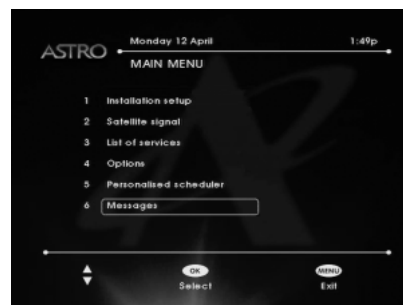 Monday 12 April 1:49p
ASTRO
MAIN MENU
1 Installation setup
2 Satellite signal
3 List of services
4 Options
5 Personalised scheduler
6 Messages
OK MENU
Select Exit